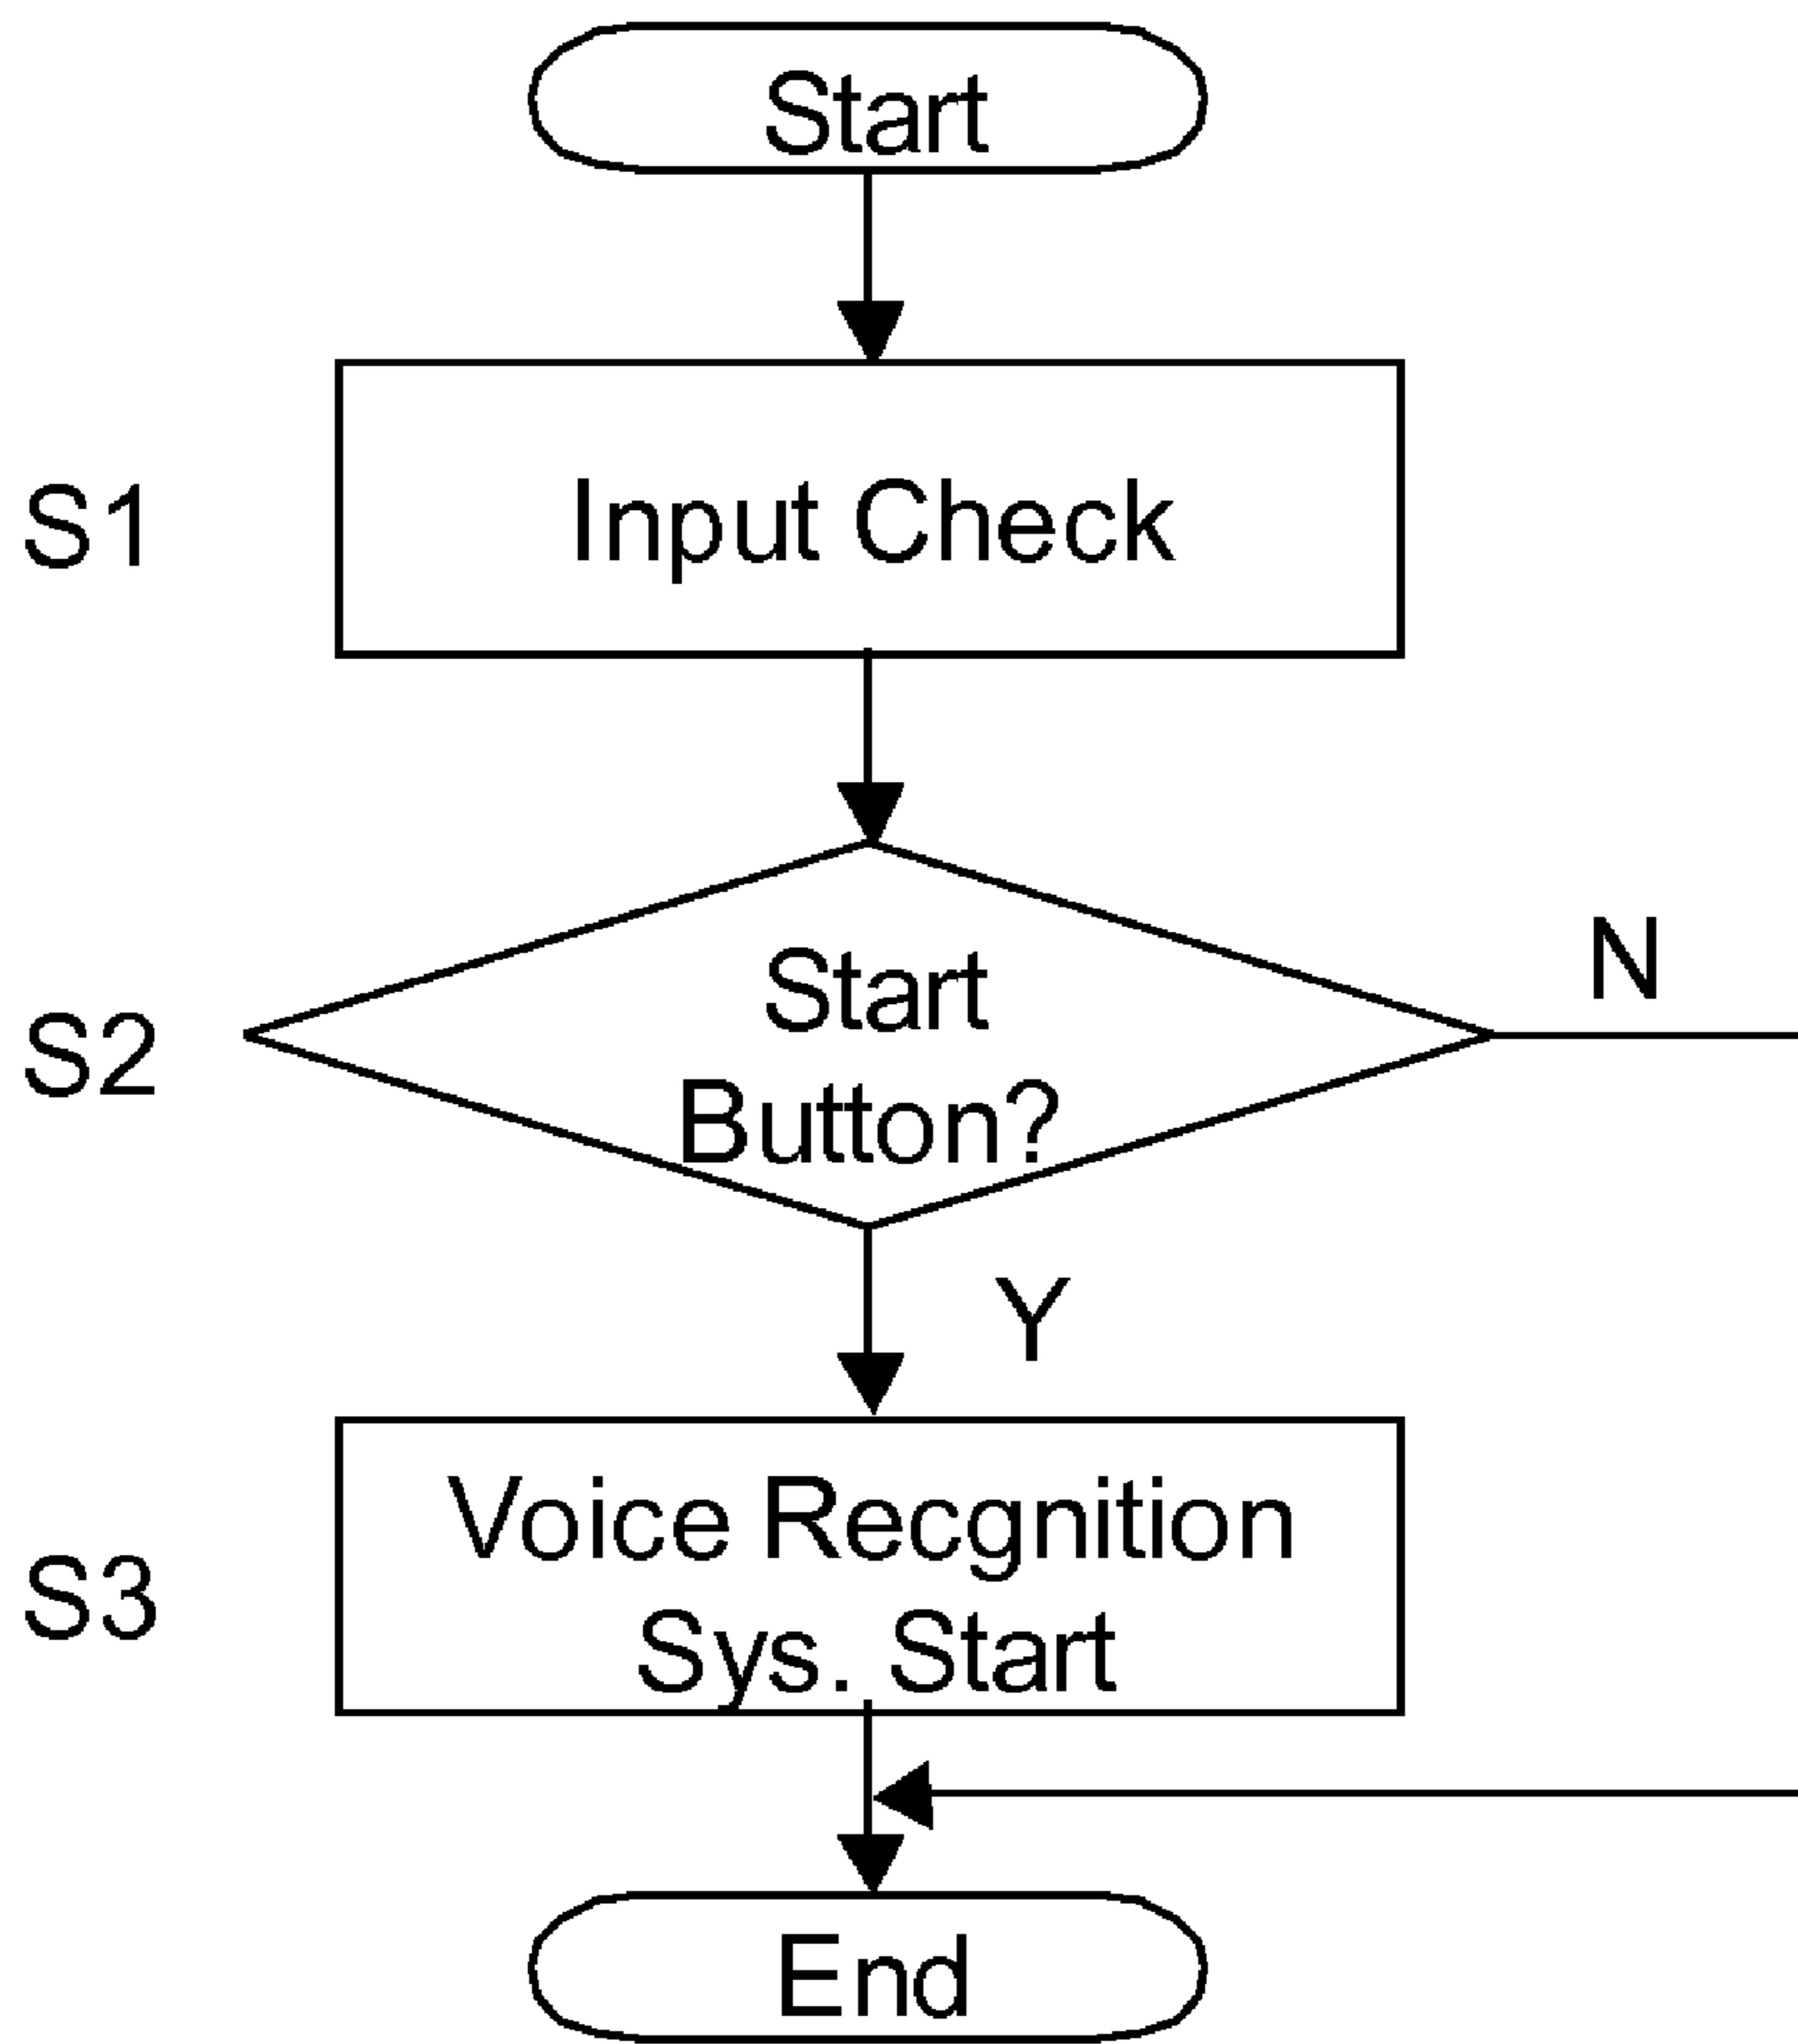 Start
S1
Input Check
S2
Start
Button?
N
Y
S3
Voice Recgnition
Sys. Start
End